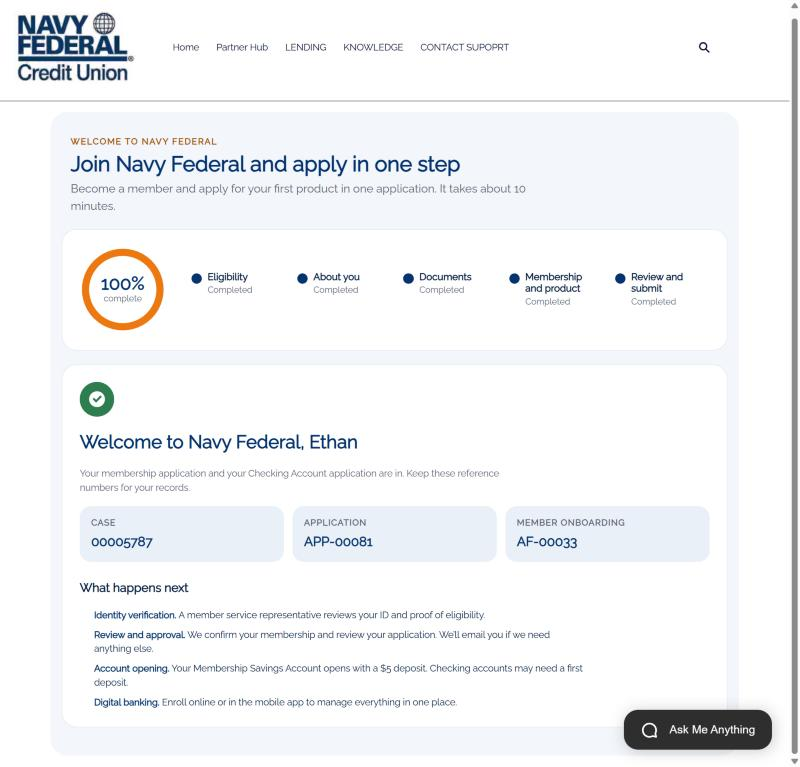 NAVY
FEDERAL®
Credit Union
Home Partner Hub LENDING KNOWLEDGE CONTACT SUPOPRT
WELCOME TO NAVY FEDERAL
Join Navy Federal and apply in one step
Become a member and apply for your first product in one application. It takes about 10
minutes.
100%
complete
Eligibility
Completed
About you
Completed
Documents
Completed
Membership
and product
Completed
Review and
submit
Completed
Welcome to Navy Federal, Ethan
Your membership application and your Checking Account application are in. Keep these reference
numbers for your records.
CASE
00005787
APPLICATION
APP-00081
MEMBER ONBOARDING
AF-00033
What happens next
Identity verification. A member service representative reviews your ID and proof of eligibility.
Review and approval. We confirm your membership and review your application. We'll email you if we need
anything else.
Account opening. Your Membership Savings Account opens with a $5 deposit. Checking accounts may need a first
deposit.
Digital banking. Enroll online or in the mobile app to manage everything in one place.
Ask Me Anything